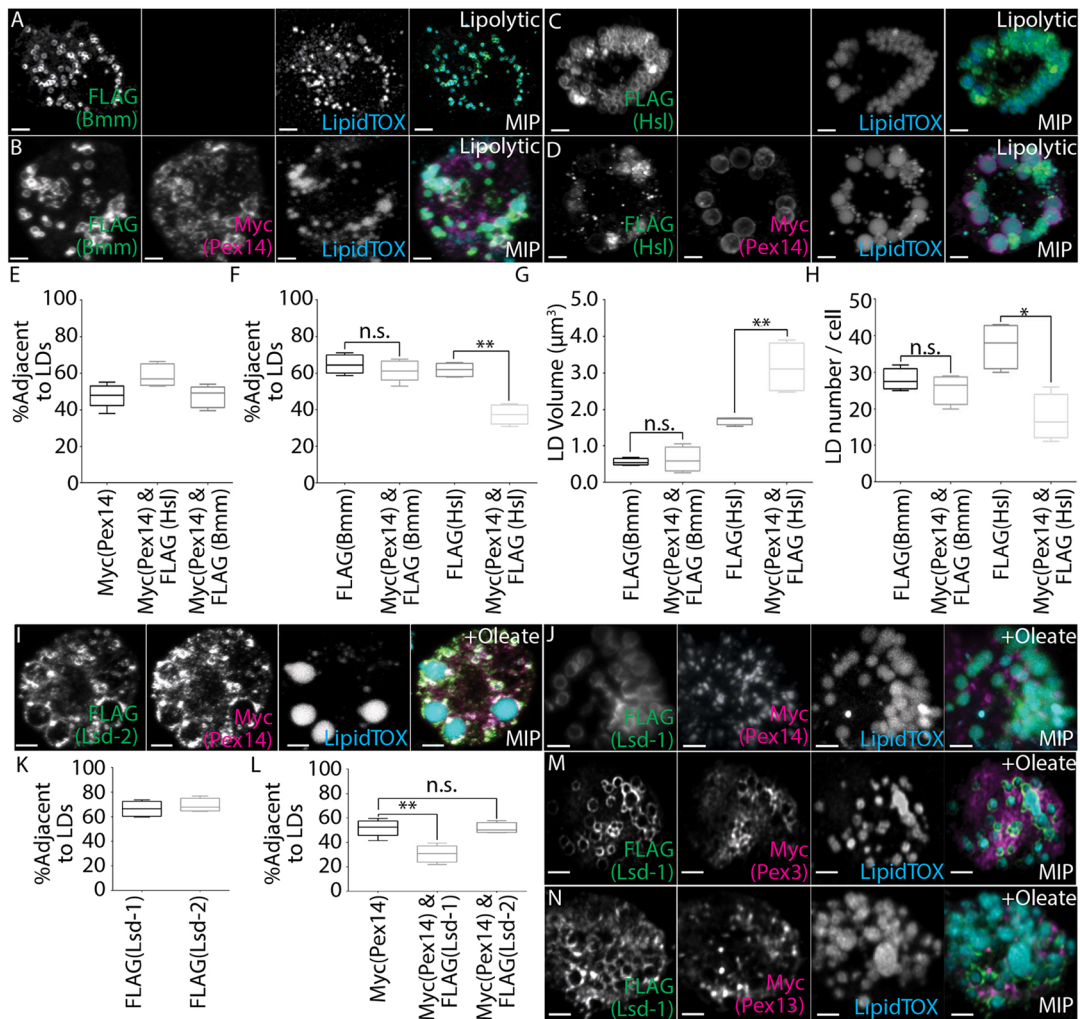 A
FLAG
(Bmm)
LipidTOX
MIP
Lipolytic
C
FLAG
(Hsl)
LipidTOX
MIP
Lipolytic
B
FLAG
(Bmm)
Myc
(Pex14)
LipidTOX
MIP
Lipolytic
D
FLAG
(Hsl)
Myc
(Pex14)
LipidTOX
MIP
Lipolytic
E
%Adjacent
to LDs
100
80
60
40
20
0
Myc(Pex14)
Myc(Pex14) &
FLAG (Hsl)
Myc(Pex14) &
FLAG (Bmm)
F
%Adjacent
to LDs
100
80
60
40
20
0
n.s.
**
FLAG(Bmm)
Myc(Pex14) &
FLAG (Bmm)
FLAG(Hsl)
Myc(Pex14) &
FLAG (Hsl)
G
LD Volume (µm³)
5.0
4.0
3.0
2.0
1.0
0
n.s.
**
FLAG(Bmm)
Myc(Pex14) &
FLAG (Bmm)
FLAG(Hsl)
Myc(Pex14) &
FLAG (Hsl)
H
LD number / cell
50
40
30
20
10
0
n.s.
*
FLAG(Bmm)
Myc(Pex14) &
FLAG (Bmm)
FLAG(Hsl)
Myc(Pex14) &
FLAG (Hsl)
I
FLAG
(Lsd-2)
Myc
(Pex14)
LipidTOX
MIP
+Oleate
J
FLAG
(Lsd-1)
Myc
(Pex14)
LipidTOX
MIP
+Oleate
K
%Adjacent
to LDs
100
80
60
40
20
0
FLAG(Lsd-1)
FLAG(Lsd-2)
L
%Adjacent
to LDs
100
80
60
40
20
0
**
n.s.
Myc(Pex14)
Myc(Pex14) &
FLAG(Lsd-1)
Myc(Pex14) &
FLAG(Lsd-2)
M
FLAG
(Lsd-1)
Myc
(Pex3)
LipidTOX
MIP
+Oleate
N
FLAG
(Lsd-1)
Myc
(Pex13)
LipidTOX
MIP
+Oleate